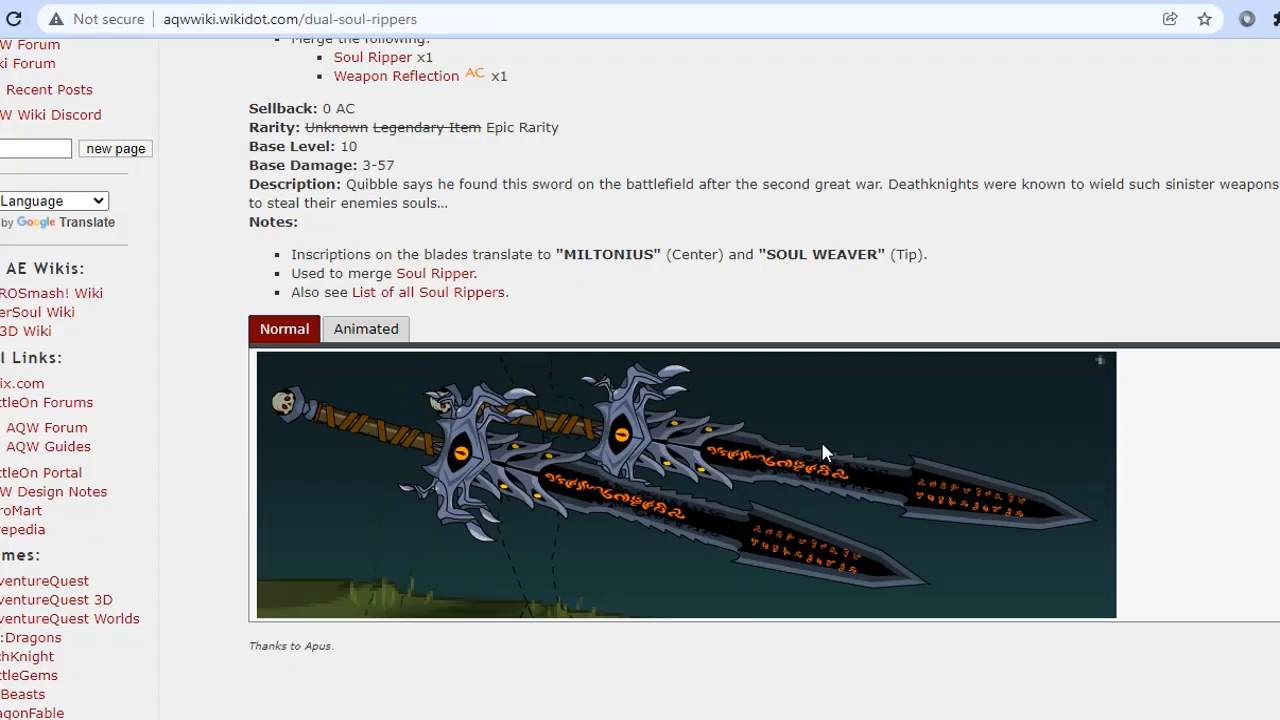 Not secure
aqwwiki.wikidot.com/dual-soul-rippers
W Forum
ki Forum
Recent Posts
W Wiki Discord
new page
Language
by Google Translate
AE Wikis:
ROSmash! Wiki
erSoul Wiki
3D Wiki
l Links:
ix.com
ttleOn Forums
AQW Forum
AQW Guides
ttleOn Portal
W Design Notes
roMart
repedia
mes:
ventureQuest
ventureQuest 3D
ventureQuest Worlds
:Dragons
chKnight
ttleGems
Beasts
agonFable
Merge the following:
Soul Ripper x1
Weapon Reflection AC x1
Sellback: 0 AC
Rarity: Unknown Legendary Item Epic Rarity
Base Level: 10
Base Damage: 3-57
Description: Quibble says he found this sword on the battlefield after the second great war. Deathknights were known to wield such sinister weapons
to steal their enemies souls...
Notes:
Inscriptions on the blades translate to "MILTONIUS" (Center) and "SOUL WEAVER" (Tip).
Used to merge Soul Ripper.
Also see List of all Soul Rippers.
Normal
Animated
Thanks to Apus.